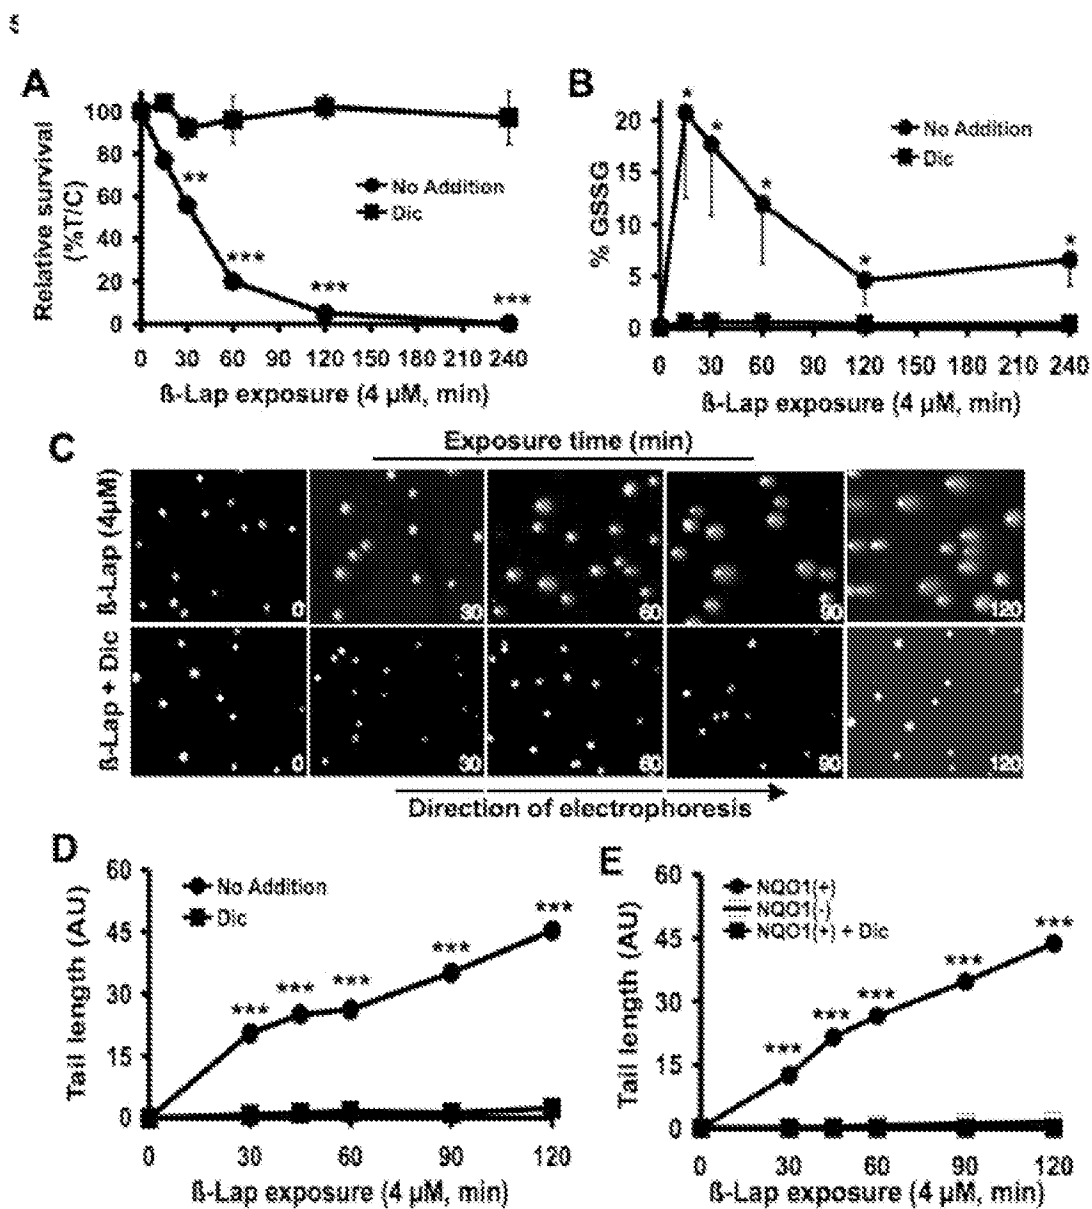 A
Relative survival
(%T/C)
100
80
60
40
20
0
**
***
***
***
No Addition
Dic
0 30 60 90 120 150 180 210 240
ß-Lap exposure (4 µM, min)
B
% GSSG
20
15
10
5
0
*
*
*
*
*
No Addition
Dic
0 30 60 90 120 150 180 210 240
ß-Lap exposure (4 µM, min)
C
Exposure time (min)
ß-Lap (4µM)
0 30 60 90 120
ß-Lap + Dic
0 30 60 90 120
Direction of electrophoresis
D
Tail length (AU)
60
45
30
15
0
No Addition
Dic
***
***
***
***
***
0 30 60 90 120
ß-Lap exposure (4 µM, min)
E
Tail length (AU)
60
45
30
15
0
NQO1(+)
NQO1(-)
NQO1(+) + Dic
***
***
***
***
***
0 30 60 90 120
ß-Lap exposure (4 µM, min)